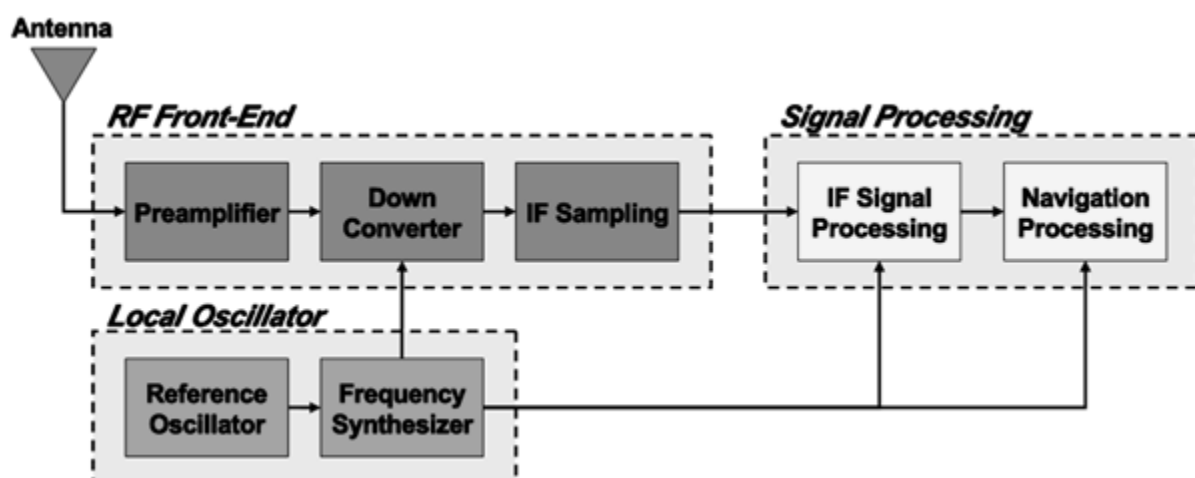 Antenna
RF Front-End
Signal Processing
Preamplifier
Down
Converter
IF Sampling
IF Signal
Processing
Navigation
Processing
Local Oscillator
Reference
Oscillator
Frequency
Synthesizer